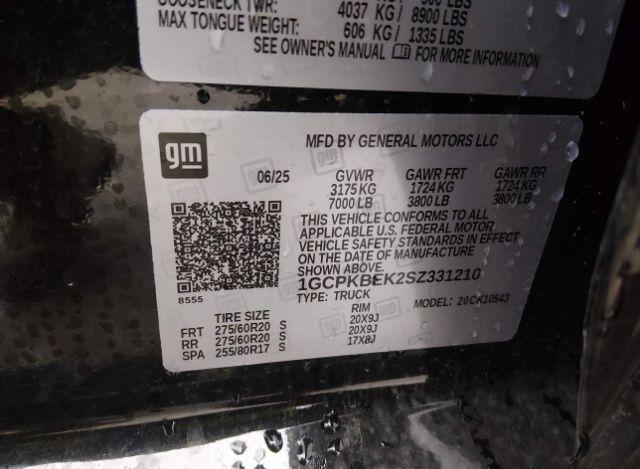 GOOSENECK TWR: 4037 KG/ 8900 LBS
MAX TONGUE WEIGHT: 606 KG/ 1335 LBS
SEE OWNER'S MANUAL FOR MORE INFORMATION
gm
MFD BY GENERAL MOTORS LLC
06/25 GVWR GAWR FRT GAWR RR
3175 KG 1724 KG 1724 KG
7000 LB 3800 LB 3800 LB
THIS VEHICLE CONFORMS TO ALL
APPLICABLE U.S. FEDERAL MOTOR
VEHICLE SAFETY STANDARDS IN EFFECT
ON THE DATE OF MANUFACTURE
SHOWN ABOVE.
1GCPKBEK2SZ331210
8555
TYPE: TRUCK MODEL: 20CK10543
TIRE SIZE RIM
FRT 275/60R20 S 20X9J
RR 275/60R20 S 20X9J
SPA 255/80R17 S 17X8J